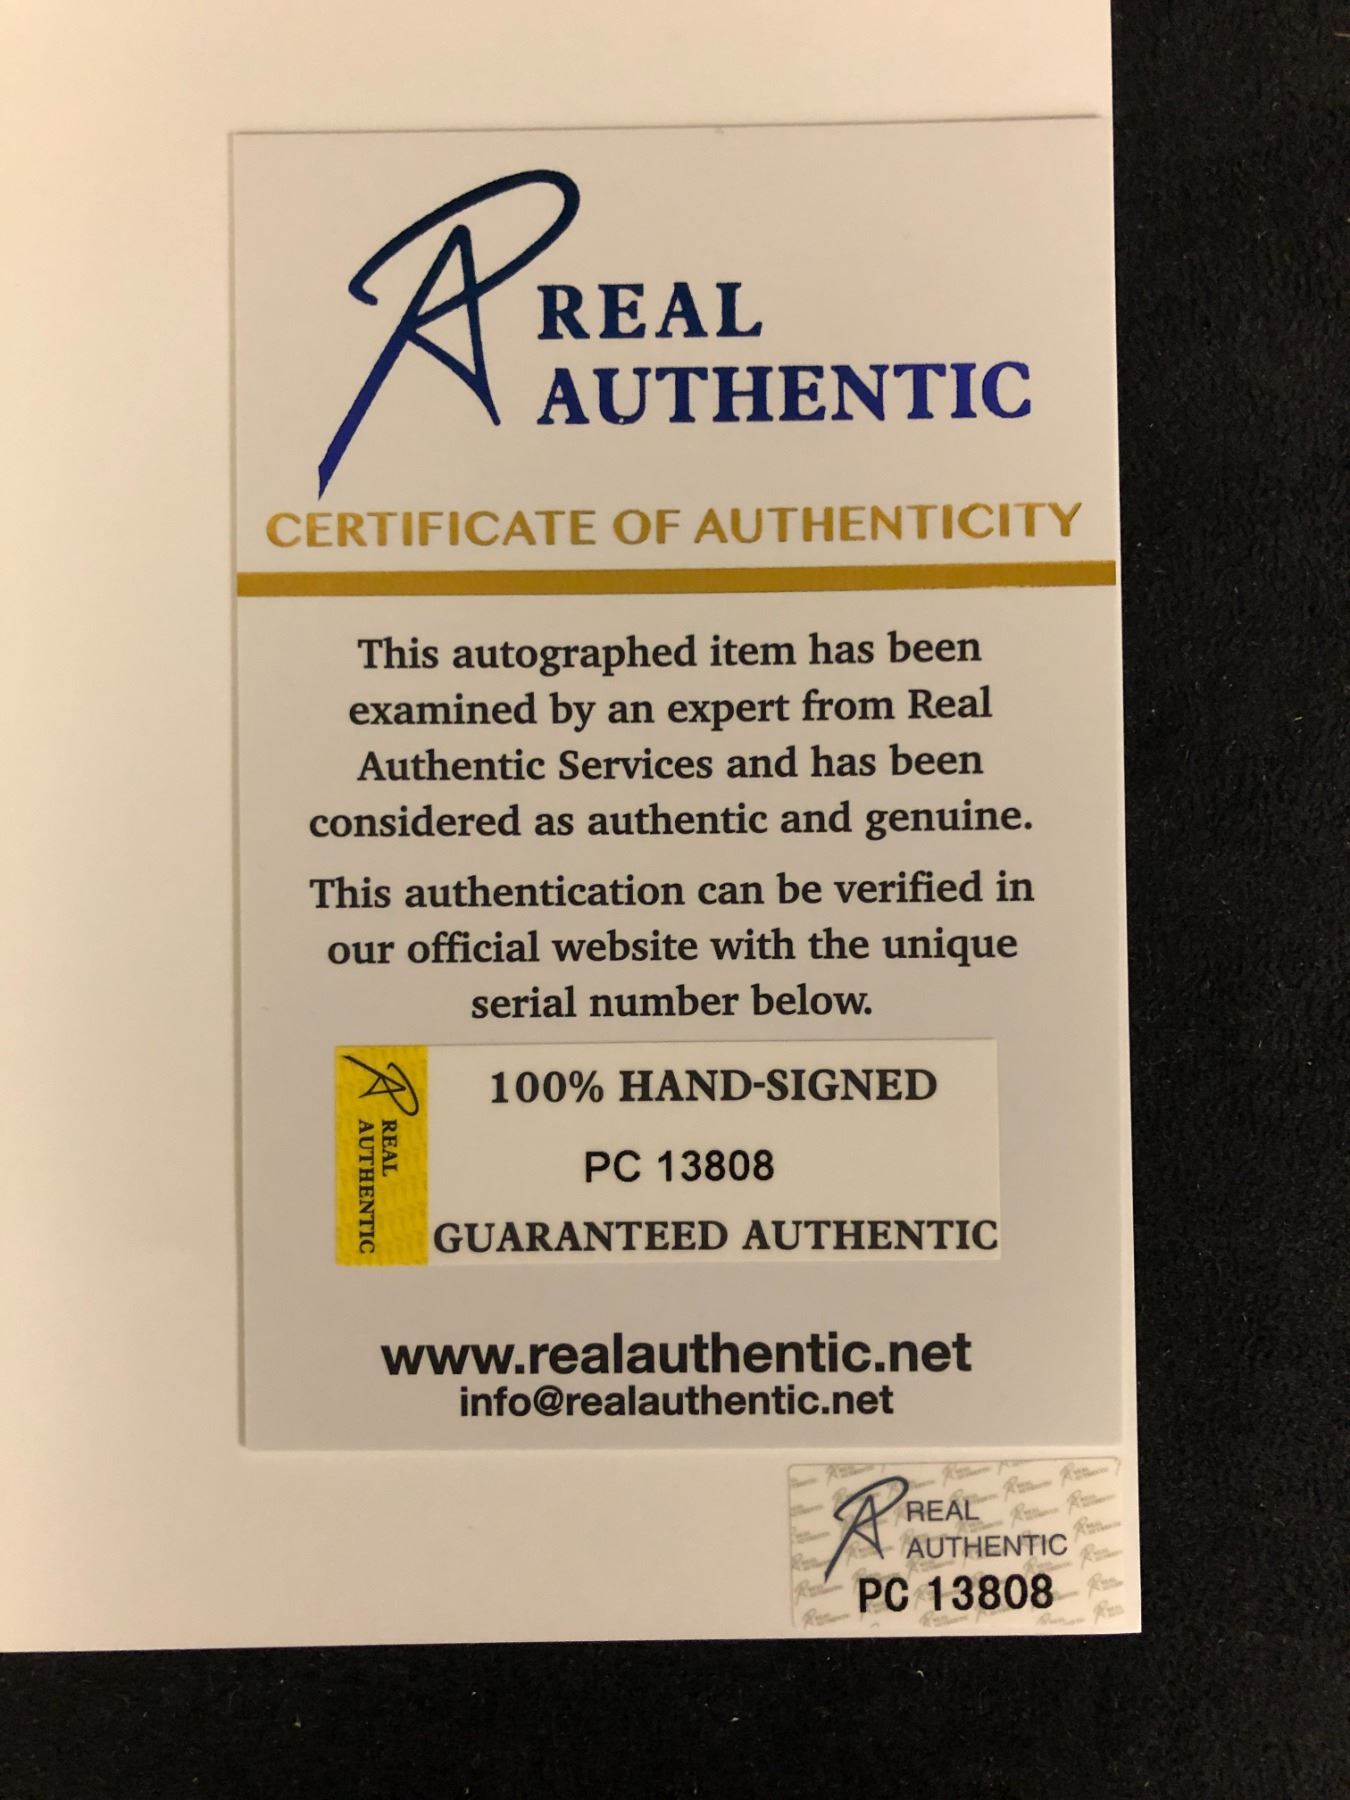 REAL
AUTHENTIC
CERTIFICATE OF AUTHENTICITY
This autographed item has been
examined by an expert from Real
Authentic Services and has been
considered as authentic and genuine.
This authentication can be verified in
our official website with the unique
serial number below.
REAL
AUTHENTIC
100% HAND-SIGNED
PC 13808
GUARANTEED AUTHENTIC
www.realauthentic.net
info@realauthentic.net
REAL
AUTHENTIC
PC 13808